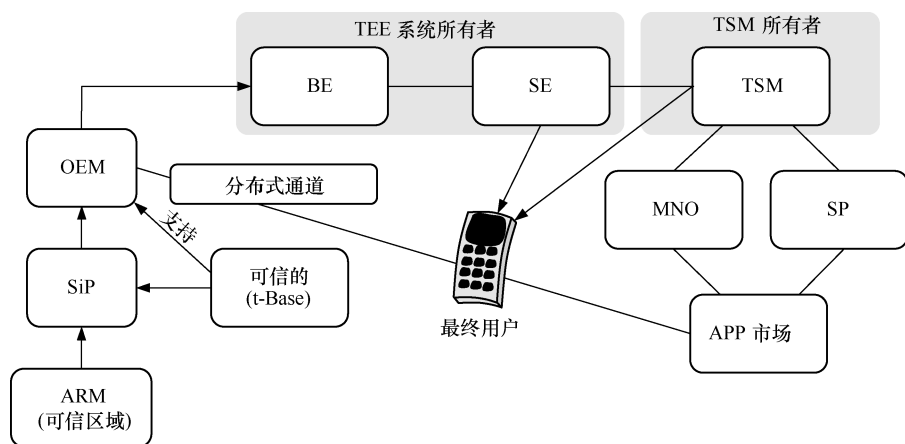 TEE 系统所有者
TSM 所有者
BE
SE
TSM
OEM
分布式通道
MNO
SP
支持
SiP
可信的
(t-Base)
最终用户
APP 市场
ARM
(可信区域)